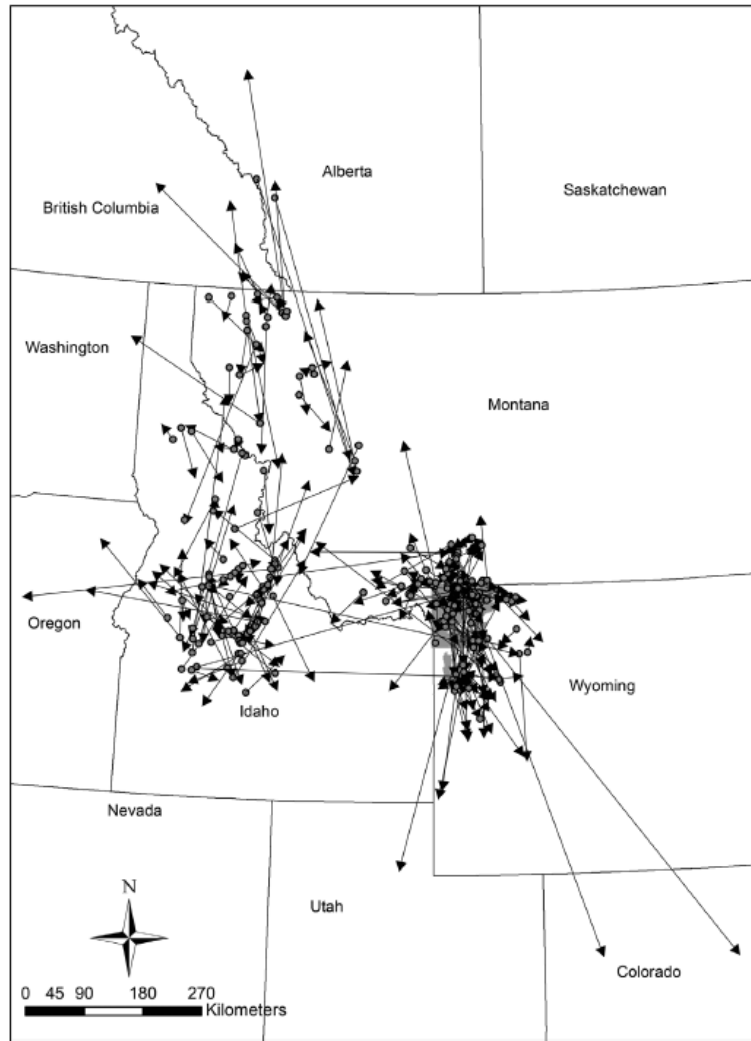 Alberta
Saskatchewan
British Columbia
Washington
Montana
Oregon
Wyoming
Idaho
Nevada
N
Utah
Colorado
0 45 90 180 270
Kilometers